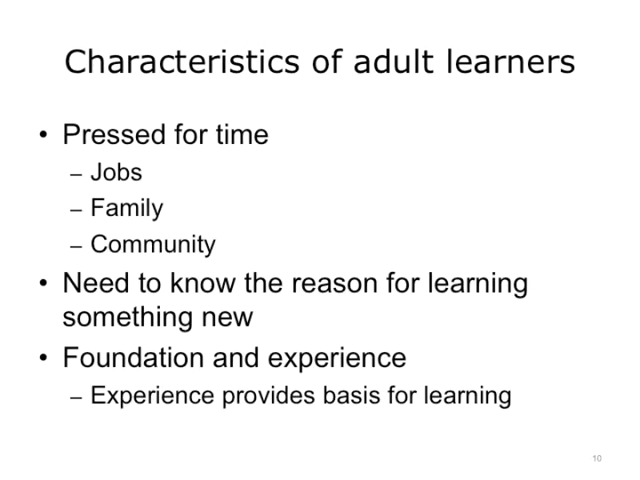 Characteristics of adult learners
• Pressed for time
– Jobs
– Family
– Community
• Need to know the reason for learning
something new
• Foundation and experience
– Experience provides basis for learning
10